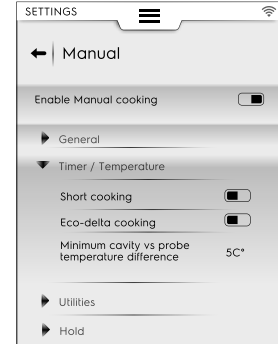 SETTINGS
Manual
Enable Manual cooking
General
Timer / Temperature
Short cooking
Eco-delta cooking
Minimum cavity vs probe
temperature difference
5C°
Utilities
Hold